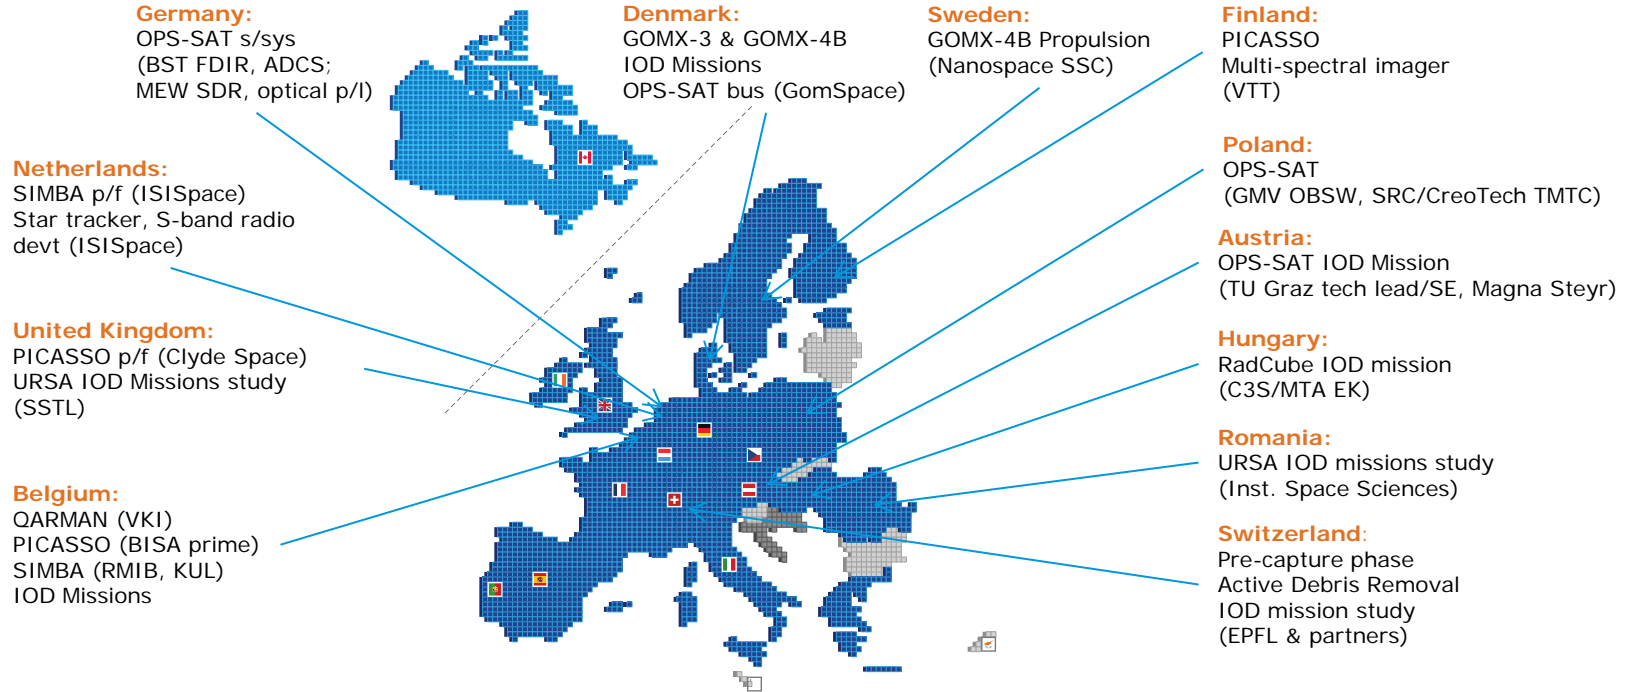 Germany:
OPS-SAT s/sys
(BST FDIR, ADCS;
MEW SDR, optical p/l)
Denmark:
GOMX-3 & GOMX-4B
IOD Missions
OPS-SAT bus (GomSpace)
Sweden:
GOMX-4B Propulsion
(Nanospace SSC)
Finland:
PICASSO
Multi-spectral imager
(VTT)
Netherlands:
SIMBA p/f (ISISpace)
Star tracker, S-band radio
devt (ISISpace)
Poland:
OPS-SAT
(GMV OBSW, SRC/CreoTech TMTC)
Austria:
OPS-SAT IOD Mission
(TU Graz tech lead/SE, Magna Steyr)
United Kingdom:
PICASSO p/f (Clyde Space)
URSA IOD Missions study
(SSTL)
Hungary:
RadCube IOD mission
(C3S/MTA EK)
Romania:
URSA IOD missions study
(Inst. Space Sciences)
Belgium:
QARMAN (VKI)
PICASSO (BISA prime)
SIMBA (RMIB, KUL)
IOD Missions
Switzerland:
Pre-capture phase
Active Debris Removal
IOD mission study
(EPFL & partners)